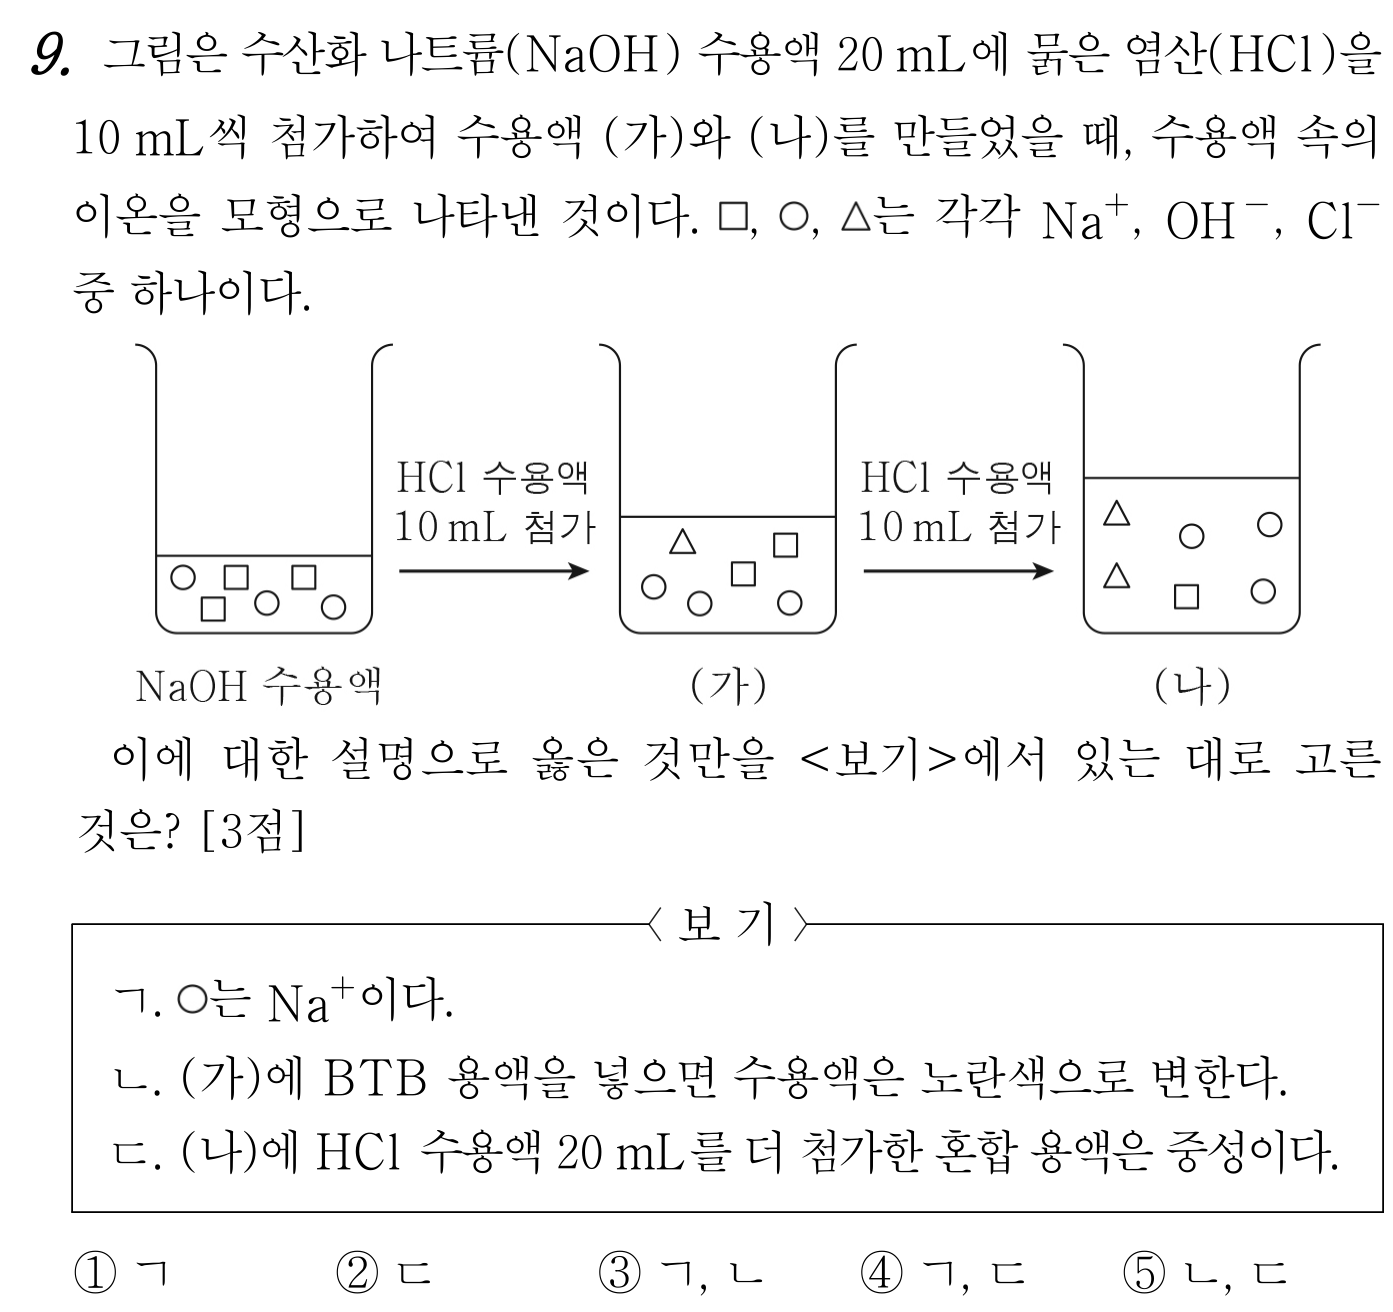 9. 그림은 수산화 나트륨(NaOH) 수용액 20 mL에 묽은 염산(HCl)을
10 mL씩 첨가하여 수용액 (가)와 (나)를 만들었을 때, 수용액 속의
이온을 모형으로 나타낸 것이다. □, ○, △는 각각 Na⁺, OH⁻, Cl⁻
중 하나이다.
HCl 수용액
10 mL 첨가
HCl 수용액
10 mL 첨가
NaOH 수용액
(가)
(나)
이에 대한 설명으로 옳은 것만을 <보기>에서 있는 대로 고른
것은? [3점]
〈 보 기 〉
ㄱ. ○는 Na⁺이다.
ㄴ. (가)에 BTB 용액을 넣으면 수용액은 노란색으로 변한다.
ㄷ. (나)에 HCl 수용액 20 mL를 더 첨가한 혼합 용액은 중성이다.
① ㄱ ② ㄷ ③ ㄱ, ㄴ ④ ㄱ, ㄷ ⑤ ㄴ, ㄷ